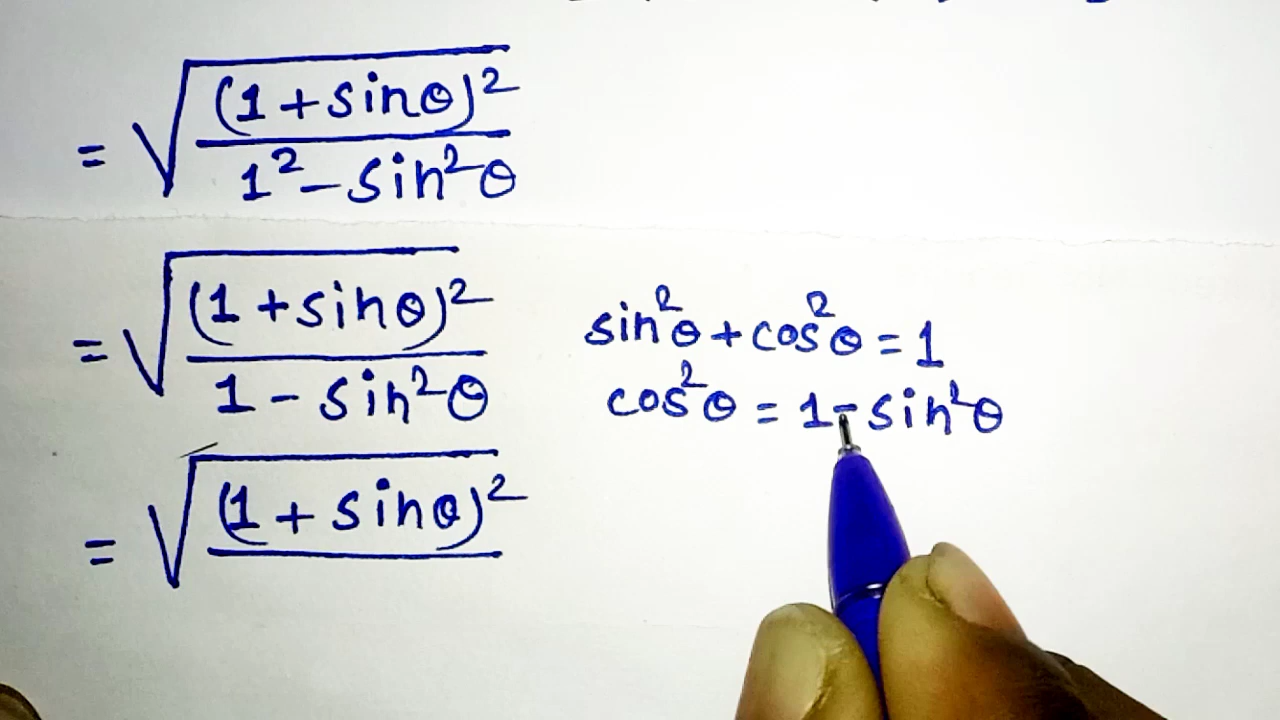 = √((1+sinθ)²/(1²-sin²θ))
= √((1+sinθ)²/(1-sin²θ))
sin²θ+cos²θ=1
cos²θ=1-sin²θ
= √((1+sinθ)²/